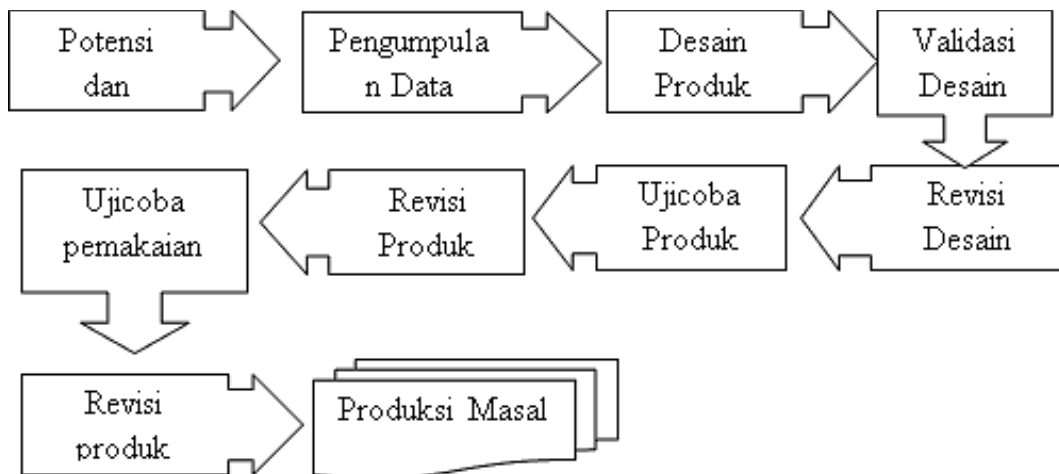 Potensi
dan
Pengumpula
n Data
Desain
Produk
Validasi
Desain
Revisi
Desain
Ujicoba
Produk
Revisi
Produk
Ujicoba
pemakaian
Revisi
produk
Produksi Masal